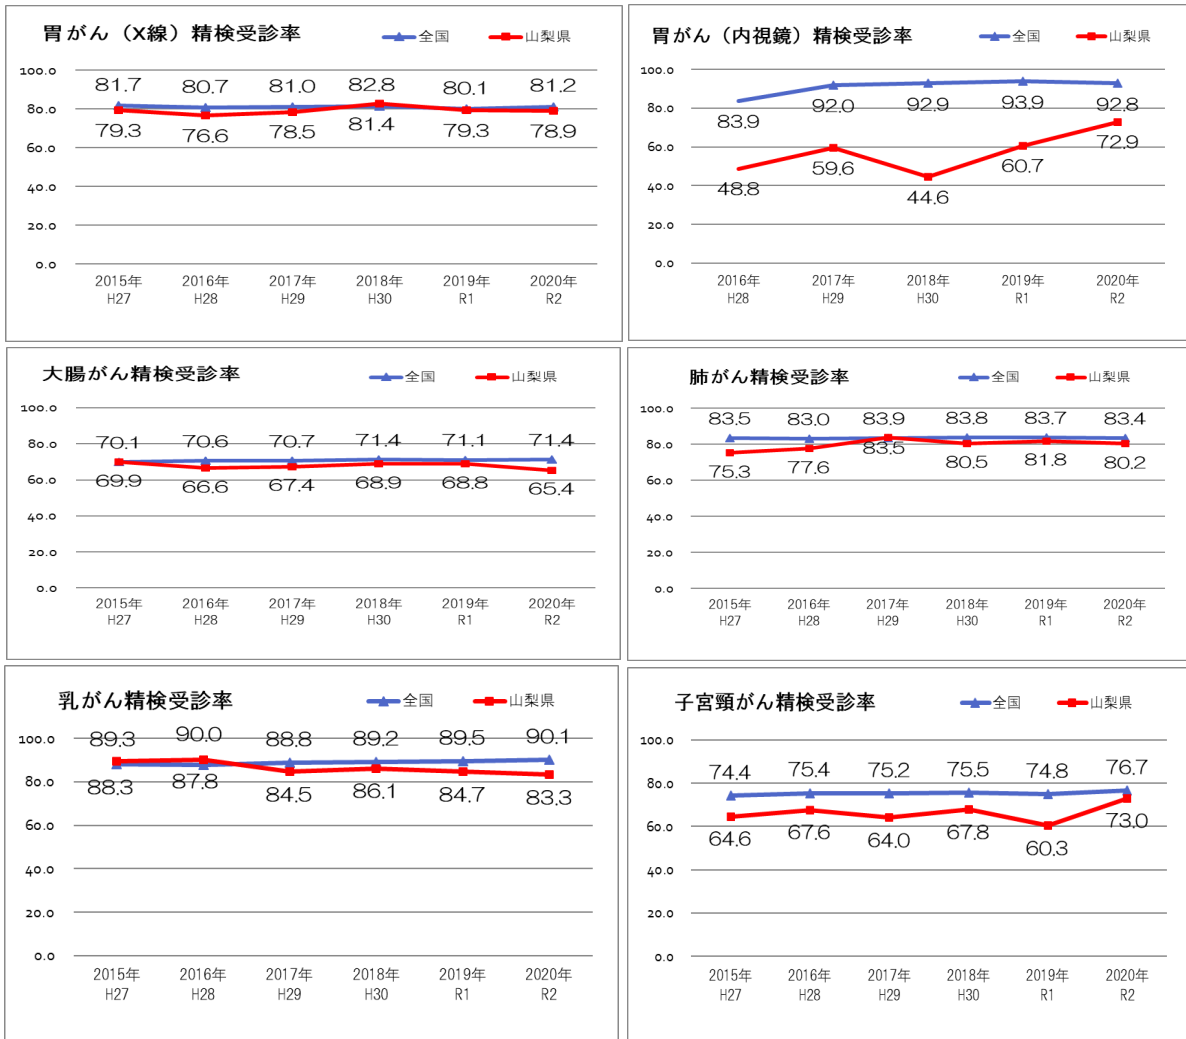 胃がん（X線）精検受診率
全国 山梨県
100.0
80.0
60.0
40.0
20.0
0.0
81.7 80.7 81.0 82.8 80.1 81.2
79.3 76.6 78.5 81.4 79.3 78.9
2015年 2016年 2017年 2018年 2019年 2020年
H27 H28 H29 H30 R1 R2
胃がん（内視鏡）精検受診率
全国 山梨県
100.0
80.0
60.0
40.0
20.0
0.0
83.9 92.0 92.9 93.9 92.8
48.8 59.6 44.6 60.7 72.9
2016年 2017年 2018年 2019年 2020年
H28 H29 H30 R1 R2
大腸がん精検受診率
全国 山梨県
100.0
80.0
60.0
40.0
20.0
0.0
70.1 70.6 70.7 71.4 71.1 71.4
69.9 66.6 67.4 68.9 68.8 65.4
2015年 2016年 2017年 2018年 2019年 2020年
H27 H28 H29 H30 R1 R2
肺がん精検受診率
全国 山梨県
100.0
80.0
60.0
40.0
20.0
0.0
83.5 83.0 83.9 83.8 83.7 83.4
75.3 77.6 83.5 80.5 81.8 80.2
2015年 2016年 2017年 2018年 2019年 2020年
H27 H28 H29 H30 R1 R2
乳がん精検受診率
全国 山梨県
100.0
80.0
60.0
40.0
20.0
0.0
89.3 90.0 88.8 89.2 89.5 90.1
88.3 87.8 84.5 86.1 84.7 83.3
2015年 2016年 2017年 2018年 2019年 2020年
H27 H28 H29 H30 R1 R2
子宮頸がん精検受診率
全国 山梨県
100.0
80.0
60.0
40.0
20.0
0.0
74.4 75.4 75.2 75.5 74.8 76.7
64.6 67.6 64.0 67.8 60.3 73.0
2015年 2016年 2017年 2018年 2019年 2020年
H27 H28 H29 H30 R1 R2